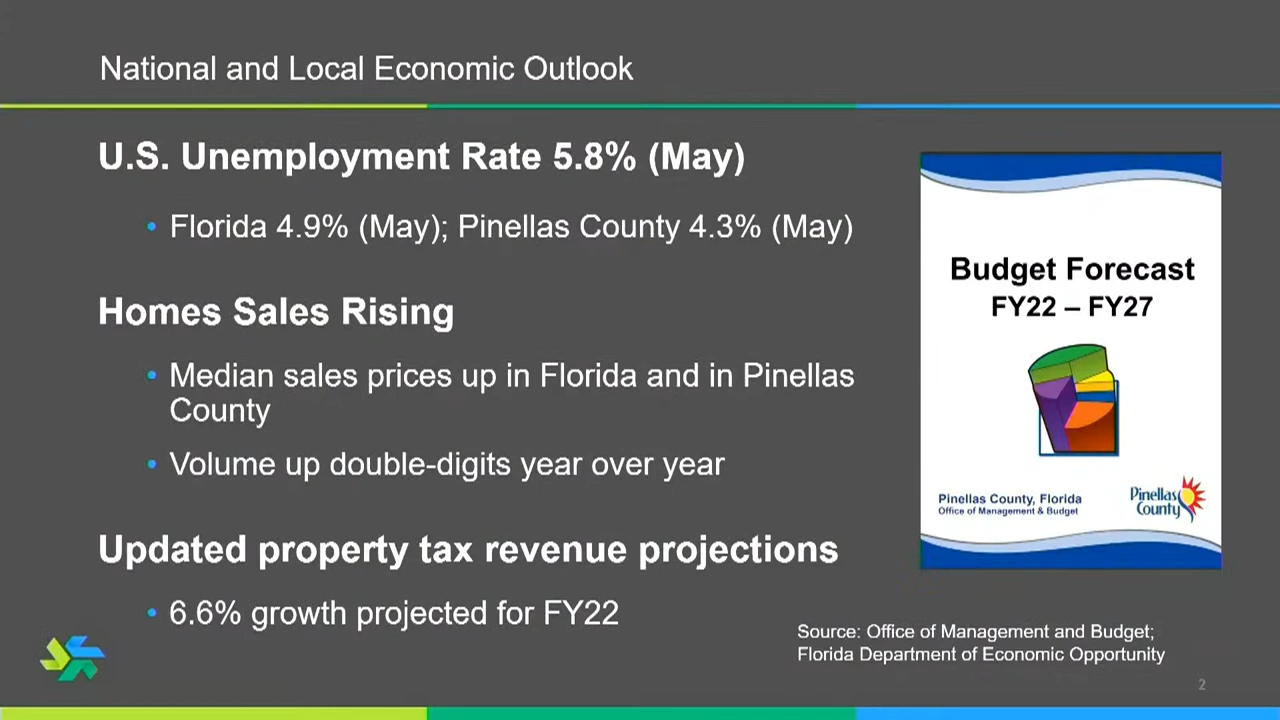 National and Local Economic Outlook
U.S. Unemployment Rate 5.8% (May)
• Florida 4.9% (May); Pinellas County 4.3% (May)
Homes Sales Rising
• Median sales prices up in Florida and in Pinellas
County
• Volume up double-digits year over year
Updated property tax revenue projections
• 6.6% growth projected for FY22
Budget Forecast
FY22 – FY27
Pinellas County, Florida
Office of Management & Budget
Pinellas
County
Source: Office of Management and Budget;
Florida Department of Economic Opportunity
2